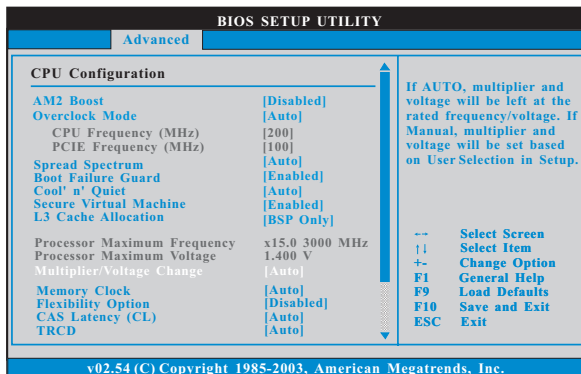 BIOS SETUP UTILITY
Advanced
CPU Configuration
AM2 Boost [Disabled]
Overclock Mode [Auto]
CPU Frequency (MHz) [200]
PCIE Frequency (MHz) [100]
Spread Spectrum [Auto]
Boot Failure Guard [Enabled]
Cool' n' Quiet [Auto]
Secure Virtual Machine [Enabled]
L3 Cache Allocation [BSP Only]
Processor Maximum Frequency x15.0 3000 MHz
Processor Maximum Voltage 1.400 V
Multiplier/Voltage Change [Auto]
Memory Clock [Auto]
Flexibility Option [Disabled]
CAS Latency (CL) [Auto]
TRCD [Auto]
If AUTO, multiplier and
voltage will be left at the
rated frequency/voltage. If
Manual, multiplier and
voltage will be set based
on User Selection in Setup.
←→ Select Screen
↑↓ Select Item
+- Change Option
F1 General Help
F9 Load Defaults
F10 Save and Exit
ESC Exit
v02.54 (C) Copyright 1985-2003, American Megatrends, Inc.